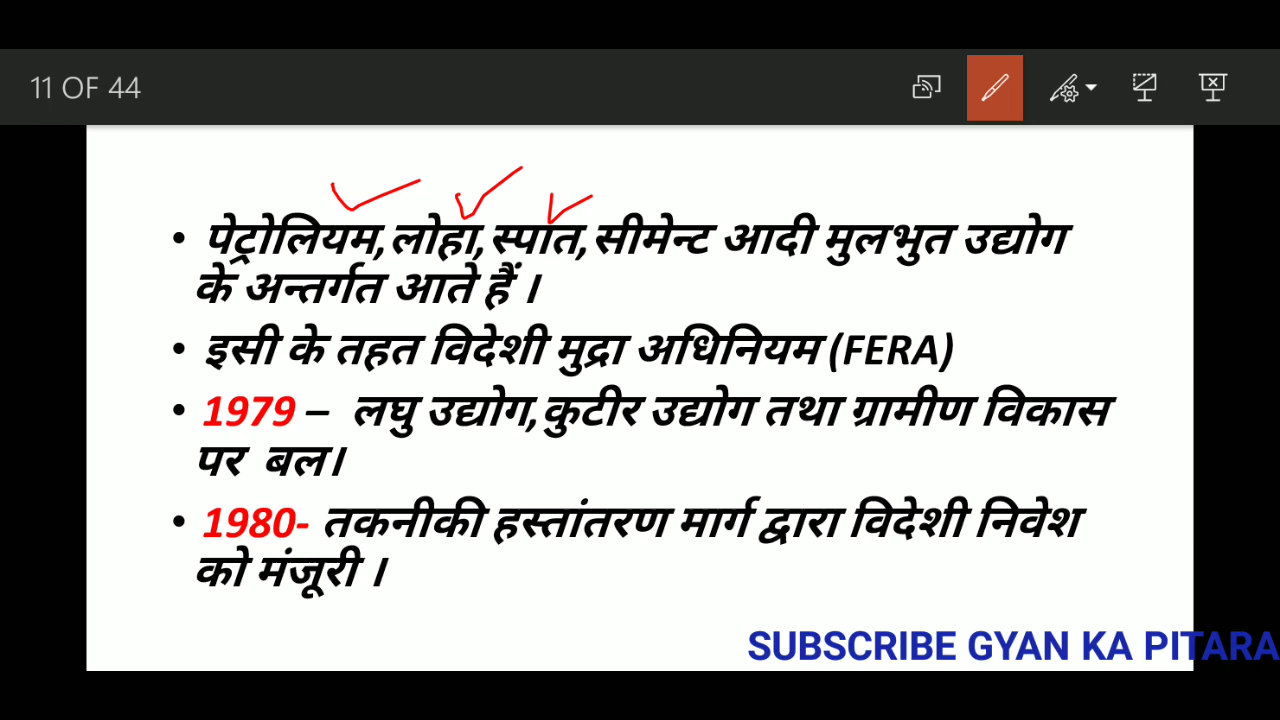 11 OF 44
• पेट्रोलियम,लोहा,स्पात,सीमेन्ट आदी मुलभुत उद्योग
के अन्तर्गत आते हैं ।
• इसी के तहत विदेशी मुद्रा अधिनियम (FERA)
• 1979 – लघु उद्योग,कुटीर उद्योग तथा ग्रामीण विकास
पर बल।
• 1980- तकनीकी हस्तांतरण मार्ग द्वारा विदेशी निवेश
को मंजूरी ।
SUBSCRIBE GYAN KA PITARA